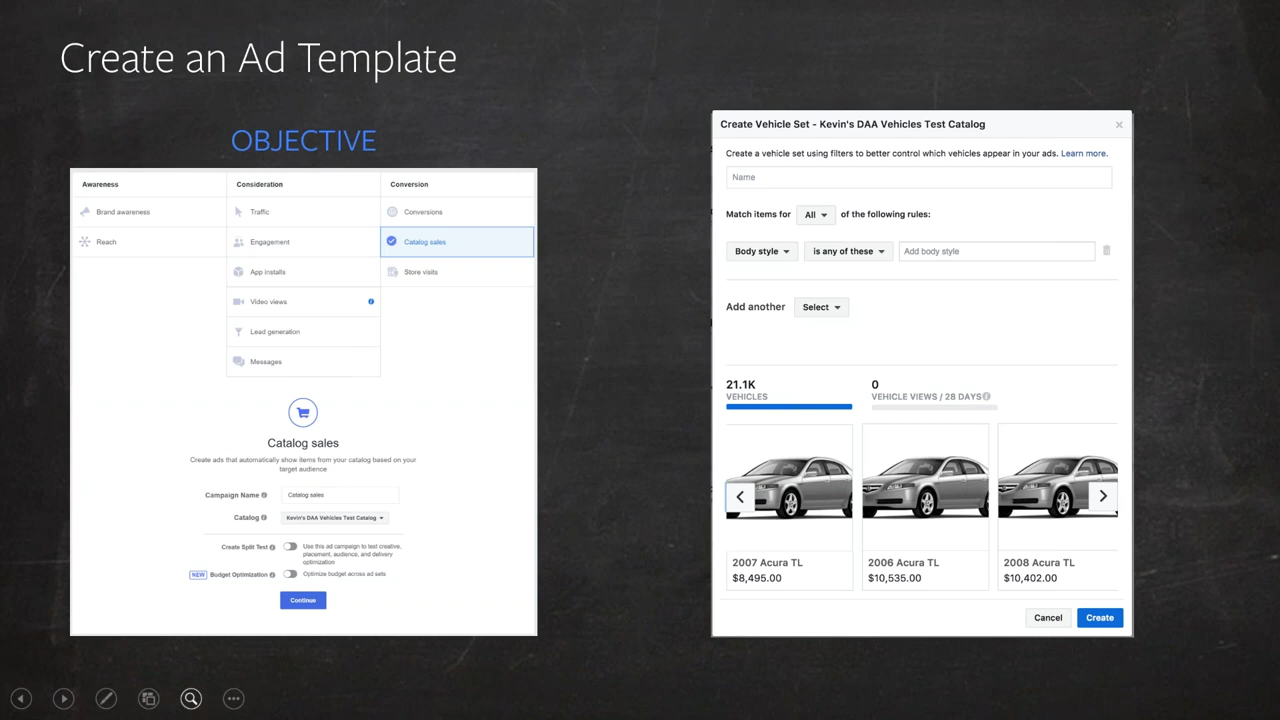 Create an Ad Template
OBJECTIVE
Awareness
Consideration
Conversion
Brand awareness
Traffic
Conversions
Reach
Engagement
Catalog sales
App installs
Store visits
Video views
Lead generation
Messages
Catalog sales
Create ads that automatically show items from your catalog based on your
target audience
Campaign Name
Catalog sales
Catalog
Kevin's DAA Vehicles Test Catalog
Create Split Test
Use this ad campaign to test creative,
placement, audience, and delivery
optimization
NEW Budget Optimization
Optimize budget across ad sets
Continue
Create Vehicle Set - Kevin's DAA Vehicles Test Catalog
Create a vehicle set using filters to better control which vehicles appear in your ads. Learn more.
Name
Match items for All of the following rules:
Body style is any of these Add body style
Add another Select
21.1K
VEHICLES
0
VEHICLE VIEWS / 28 DAYS
2007 Acura TL
$8,495.00
2006 Acura TL
$10,535.00
2008 Acura TL
$10,402.00
Cancel
Create